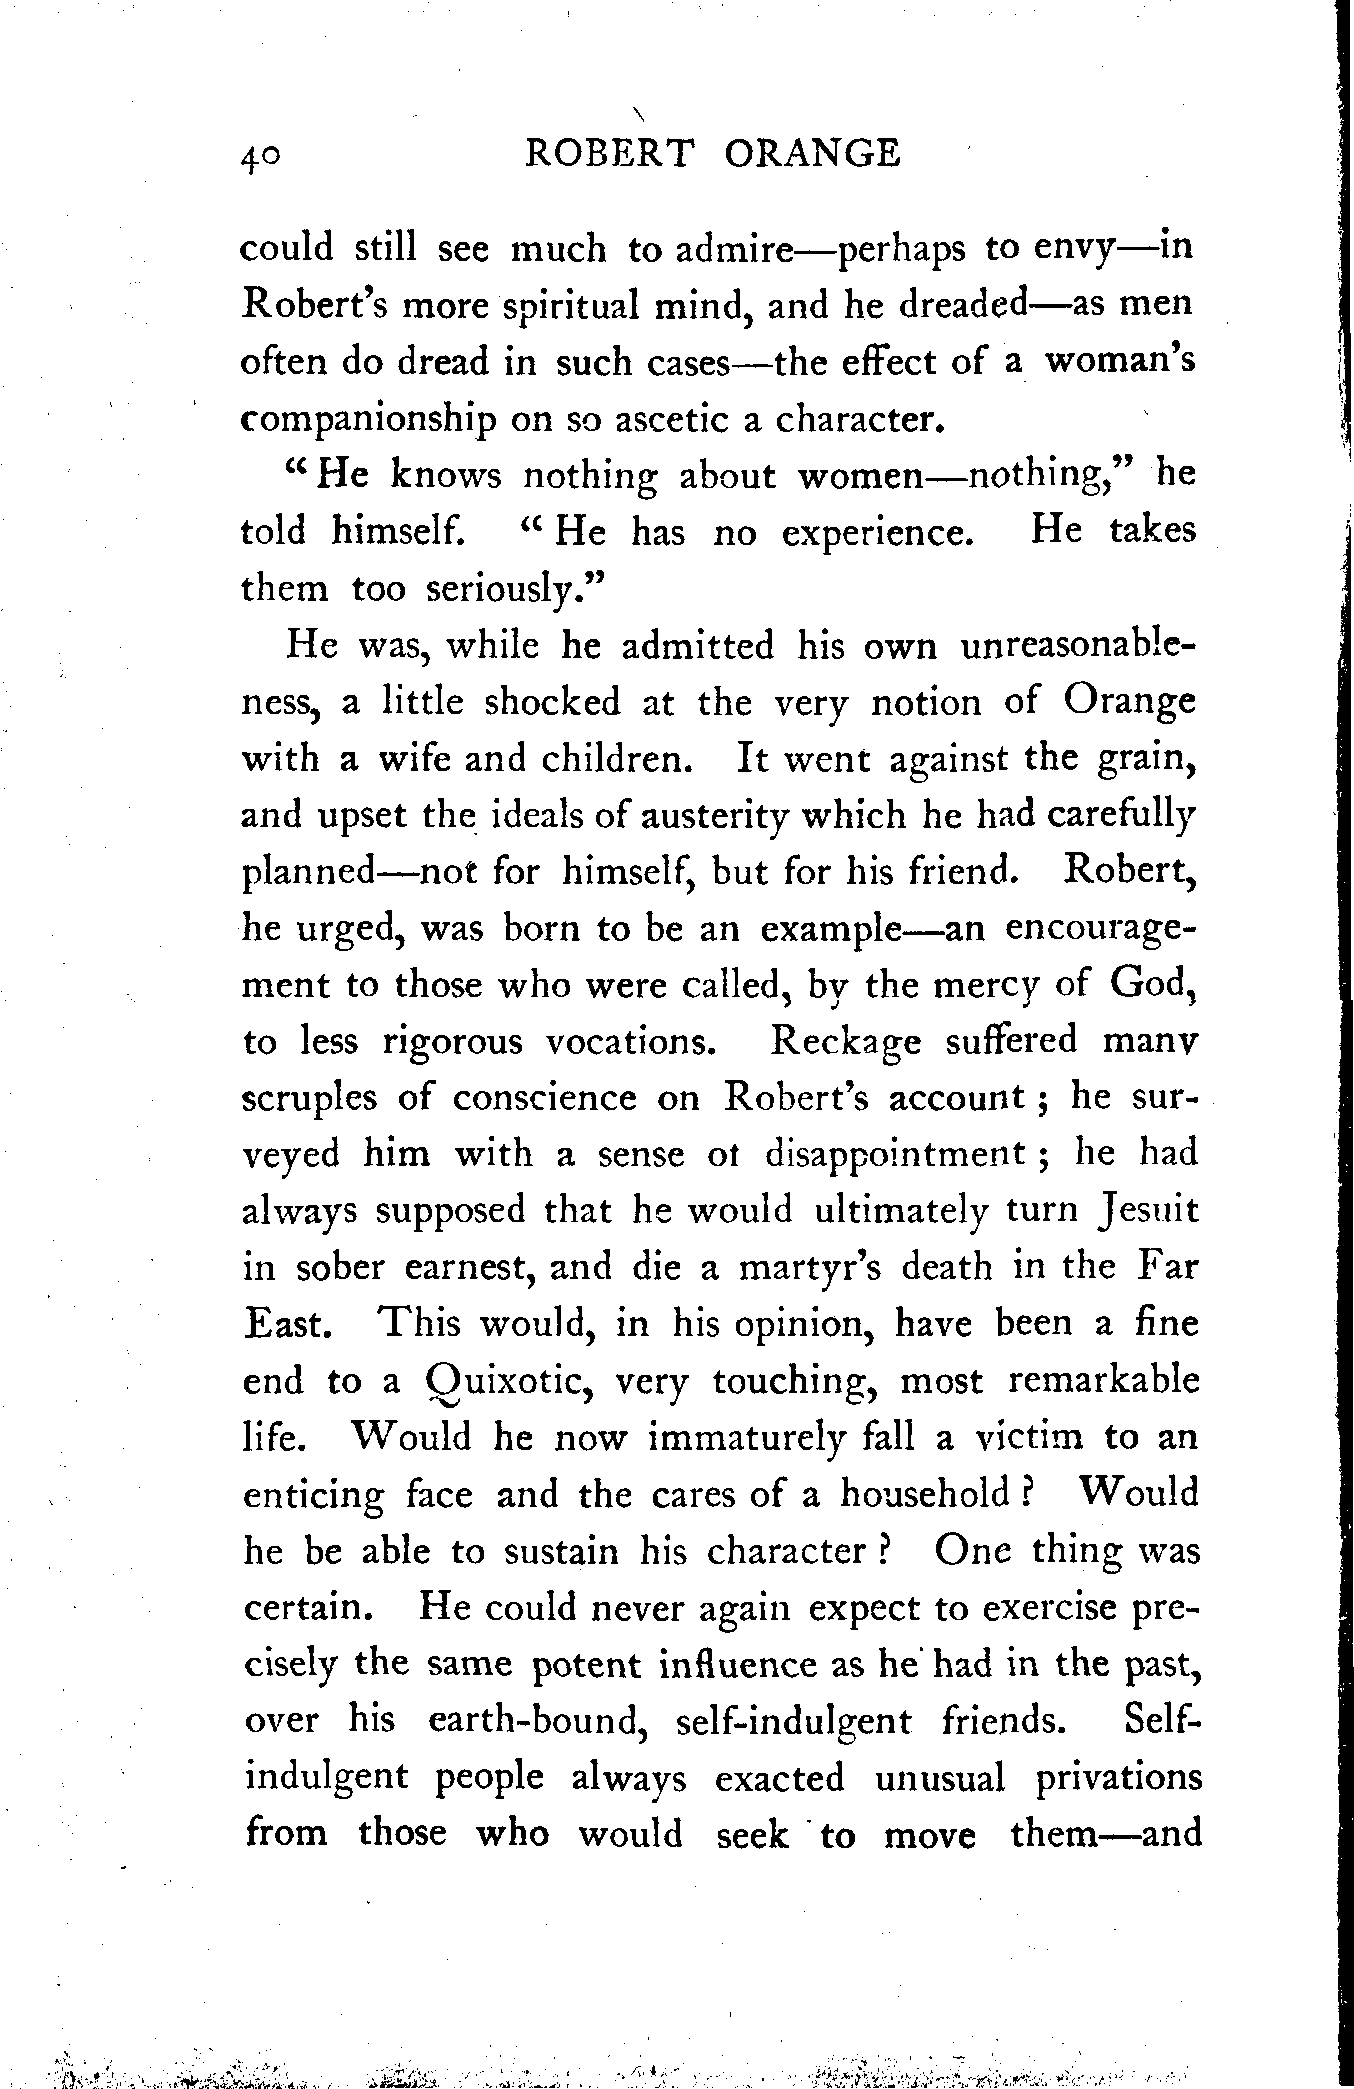 40 ROBERT ORANGE
could still see much to admire—perhaps to envy—in
Robert's more spiritual mind, and he dreaded—as men
often do dread in such cases—the effect of a woman's
companionship on so ascetic a character.
“He knows nothing about women—nothing,” he
told himself. “He has no experience. He takes
them too seriously.”
He was, while he admitted his own unreasonable-
ness, a little shocked at the very notion of Orange
with a wife and children. It went against the grain,
and upset the ideals of austerity which he had carefully
planned—not for himself, but for his friend. Robert,
he urged, was born to be an example—an encourage-
ment to those who were called, by the mercy of God,
to less rigorous vocations. Reckage suffered many
scruples of conscience on Robert's account ; he sur-
veyed him with a sense of disappointment ; he had
always supposed that he would ultimately turn Jesuit
in sober earnest, and die a martyr's death in the Far
East. This would, in his opinion, have been a fine
end to a Quixotic, very touching, most remarkable
life. Would he now immaturely fall a victim to an
enticing face and the cares of a household ? Would
he be able to sustain his character ? One thing was
certain. He could never again expect to exercise pre-
cisely the same potent influence as he had in the past,
over his earth-bound, self-indulgent friends. Self-
indulgent people always exacted unusual privations
from those who would seek to move them—and